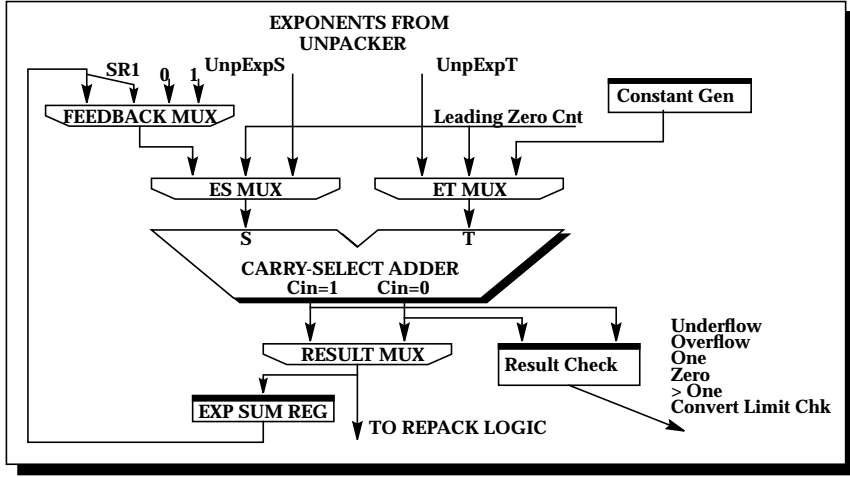 EXPONENTS FROM
UNPACKER
SR1
0
1
UnpExpS
UnpExpT
FEEDBACK MUX
Leading Zero Cnt
Constant Gen
ES MUX
ET MUX
S
T
CARRY-SELECT ADDER
Cin=1
Cin=0
RESULT MUX
Result Check
Underflow
Overflow
One
Zero
> One
Convert Limit Chk
EXP SUM REG
TO REPACK LOGIC